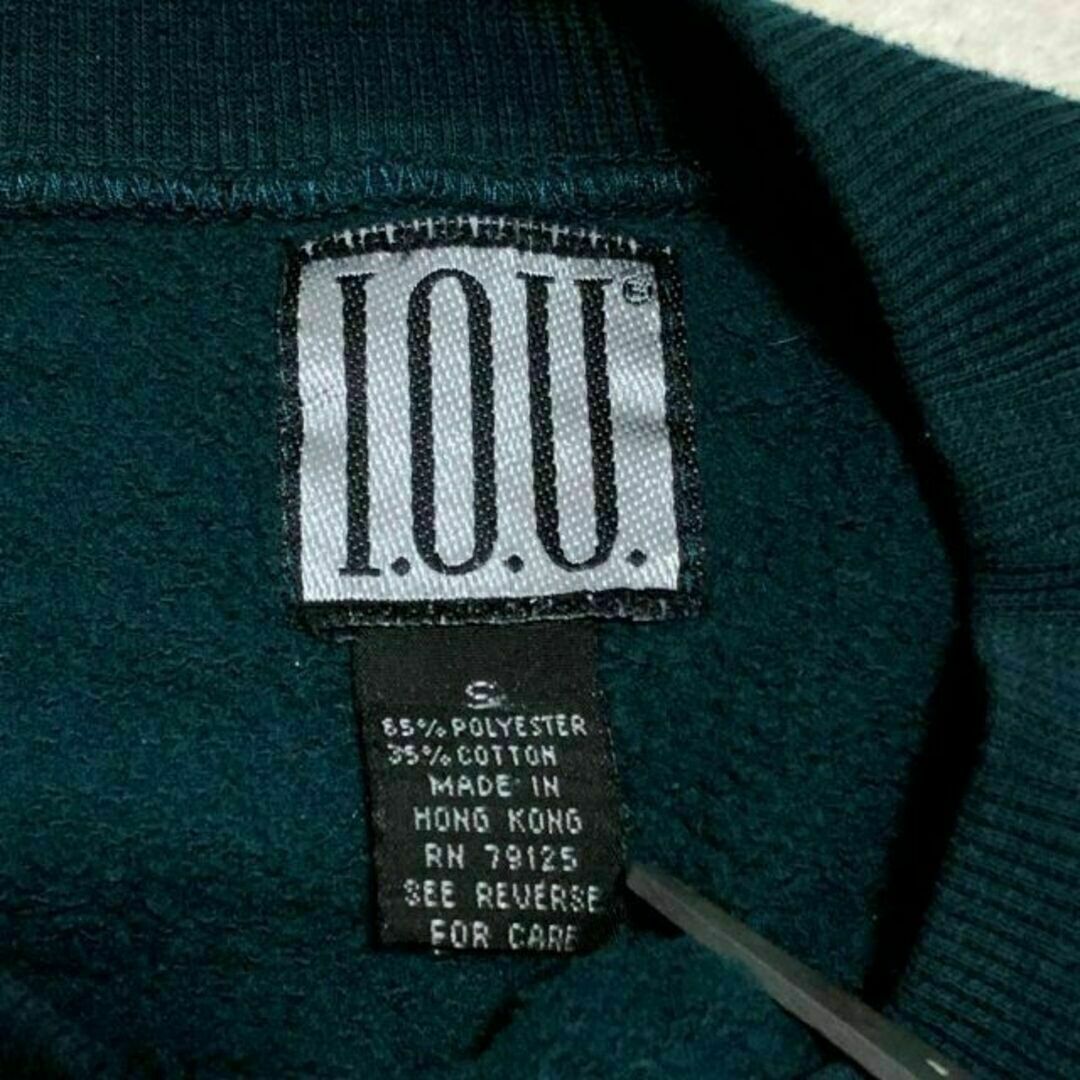 I.O.U.®
S
65% POLYESTER
35% COTTON
MADE IN
HONG KONG
RN 79125
SEE REVERSE
FOR CARE